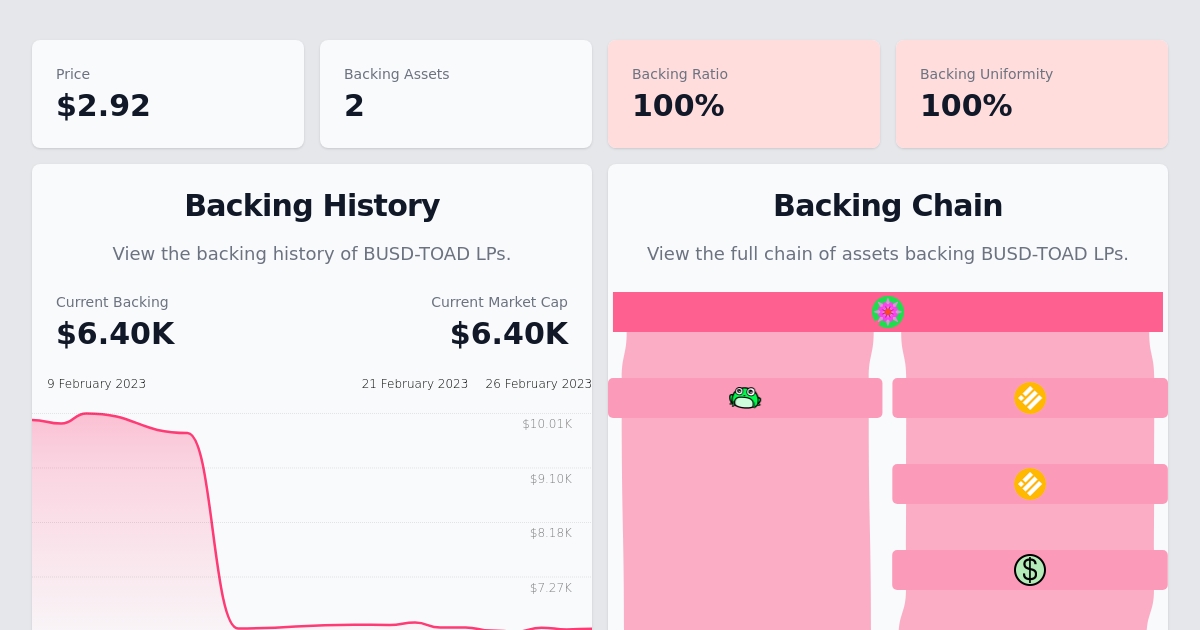 Price
$2.92
Backing Assets
2
Backing Ratio
100%
Backing Uniformity
100%
Backing History
View the backing history of BUSD-TOAD LPs.
Current Backing
$6.40K
Current Market Cap
$6.40K
9 February 2023
21 February 2023
26 February 2023
$10.01K
$9.10K
$8.18K
$7.27K
Backing Chain
View the full chain of assets backing BUSD-TOAD LPs.
$